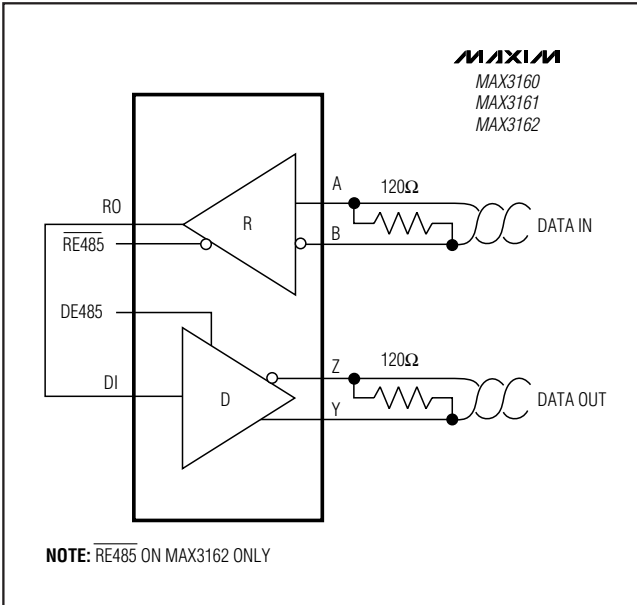 MAXIM
MAX3160
MAX3161
MAX3162
A
120Ω
RO
R
DATA IN
RE485
B
DE485
Z
120Ω
DI
D
DATA OUT
Y
NOTE: RE485 ON MAX3162 ONLY